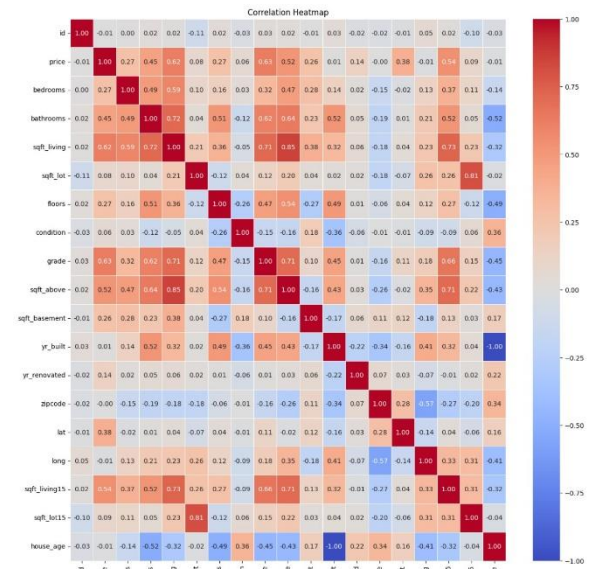 Correlation Heatmap
id 1.00 -0.01 0.00 0.02 0.02 -0.11 0.02 -0.03 0.03 0.02 -0.01 0.03 -0.02 -0.02 -0.01 0.05 0.02 -0.10 -0.03 1.00
price -0.01 1.00 0.27 0.45 0.62 0.08 0.27 0.06 0.63 0.52 0.26 0.01 0.14 -0.00 0.38 -0.01 0.54 0.09 -0.01
bedrooms 0.00 0.27 1.00 0.49 0.59 0.10 0.16 0.03 0.32 0.47 0.28 0.14 0.02 -0.15 -0.02 0.13 0.37 0.11 -0.14 0.75
bathrooms 0.02 0.45 0.49 1.00 0.72 0.04 0.51 -0.12 0.62 0.64 0.23 0.52 0.05 -0.19 0.01 0.21 0.52 0.05 -0.52
sqft_living 0.02 0.62 0.59 0.72 1.00 0.21 0.36 -0.05 0.71 0.85 0.38 0.32 0.06 -0.18 0.04 0.23 0.73 0.23 -0.32 0.50
sqft_lot -0.11 0.08 0.10 0.04 0.21 1.00 -0.12 0.04 0.12 0.20 0.04 0.02 0.02 -0.18 -0.07 0.26 0.26 0.81 -0.02
floors 0.02 0.27 0.16 0.51 0.36 -0.12 1.00 -0.26 0.47 0.54 -0.27 0.49 0.01 -0.06 0.04 0.12 0.27 -0.12 -0.49 0.25
condition -0.03 0.06 0.03 -0.12 -0.05 0.04 -0.26 1.00 -0.15 -0.16 0.18 -0.36 -0.06 -0.01 -0.01 -0.09 -0.09 0.06 0.36
grade 0.03 0.63 0.32 0.62 0.71 0.12 0.47 -0.15 1.00 0.71 0.10 0.45 0.01 -0.16 0.11 0.18 0.66 0.15 -0.45
sqft_above 0.02 0.52 0.47 0.64 0.85 0.20 0.54 -0.16 0.71 1.00 -0.16 0.43 0.03 -0.26 -0.02 0.35 0.71 0.22 -0.43 0.00
sqft_basement -0.01 0.26 0.28 0.23 0.38 0.04 -0.27 0.18 0.10 -0.16 1.00 -0.17 0.06 0.11 0.12 -0.18 0.13 0.03 0.17
yr_built 0.03 0.01 0.14 0.52 0.32 0.02 0.49 -0.36 0.45 0.43 -0.17 1.00 -0.22 -0.34 -0.16 0.41 0.32 0.04 -1.00 -0.25
yr_renovated -0.02 0.14 0.02 0.05 0.06 0.02 0.01 -0.06 0.01 0.03 0.06 -0.22 1.00 0.07 0.03 -0.07 -0.01 0.02 0.22
zipcode -0.02 -0.00 -0.15 -0.19 -0.18 -0.18 -0.06 -0.01 -0.16 -0.26 0.11 -0.34 0.07 1.00 0.28 -0.57 -0.27 -0.20 0.34
lat -0.01 0.38 -0.02 0.01 0.04 -0.07 0.04 -0.01 0.11 -0.02 0.12 -0.16 0.03 0.28 1.00 -0.14 0.04 -0.06 0.16 -0.50
long 0.05 -0.01 0.13 0.21 0.23 0.26 0.12 -0.09 0.18 0.35 -0.18 0.41 -0.07 -0.57 -0.14 1.00 0.33 0.31 -0.41
sqft_living15 0.02 0.54 0.37 0.52 0.73 0.26 0.27 -0.09 0.66 0.71 0.13 0.32 -0.01 -0.27 0.04 0.33 1.00 0.31 -0.32 -0.75
sqft_lot15 -0.10 0.09 0.11 0.05 0.23 0.81 -0.12 0.06 0.15 0.22 0.03 0.04 0.02 -0.20 -0.06 0.31 0.31 1.00 -0.04
house_age -0.03 -0.01 -0.14 -0.52 -0.32 -0.02 -0.49 0.36 -0.45 -0.43 0.17 -1.00 0.22 0.34 0.16 -0.41 -0.32 -0.04 1.00 -1.00